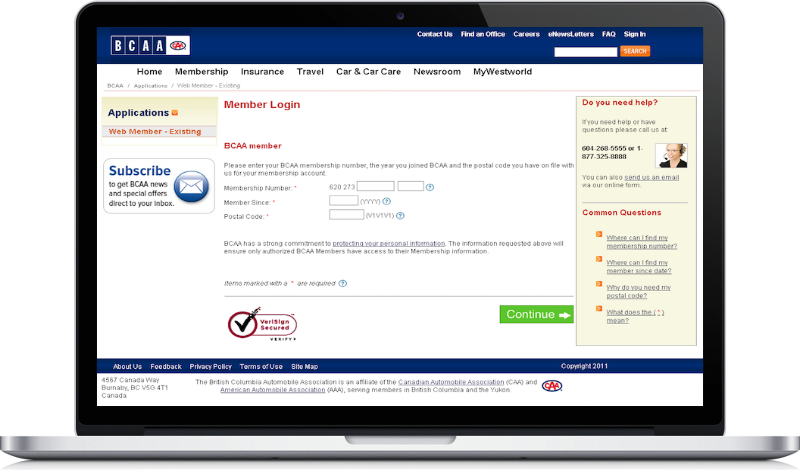 Contact Us Find an Office Careers eNewsLetters FAQ Sign In
BCAA CAA
SEARCH
Home Membership Insurance Travel Car & Car Care Newsroom MyWestworld
BCAA / Applications / Web Member - Existing
Applications
Web Member - Existing
Subscribe
to get BCAA news
and special offers
direct to your inbox.
Member Login
BCAA member
Please enter your BCAA membership number, the year you joined BCAA and the postal code you have on file with
us for your membership account.
Membership Number: * 620 273 ?
Member Since: * (YYYY) ?
Postal Code: * (V1V1V1) ?
BCAA has a strong commitment to protecting your personal information. The information requested above will
ensure only authorized BCAA Members have access to their Membership information.
Items marked with a * are required ?
VeriSign
Secured
VERIFY
Continue
Do you need help?
If you need help or have
questions please call us at:
604-268-5555 or 1-
877-325-8888
You can also send us an email
via our online form.
Common Questions
Where can I find my
membership number?
Where can I find my
member since date?
Why do you need my
postal code?
What does the ( * )
mean?
About Us Feedback Privacy Policy Terms of Use Site Map Copyright 2011
4567 Canada Way
Burnaby, BC V5G 4T1
Canada
The British Columbia Automobile Association is an affiliate of the Canadian Automobile Association (CAA) and
American Automobile Association (AAA), serving members in British Columbia and the Yukon.
CAA